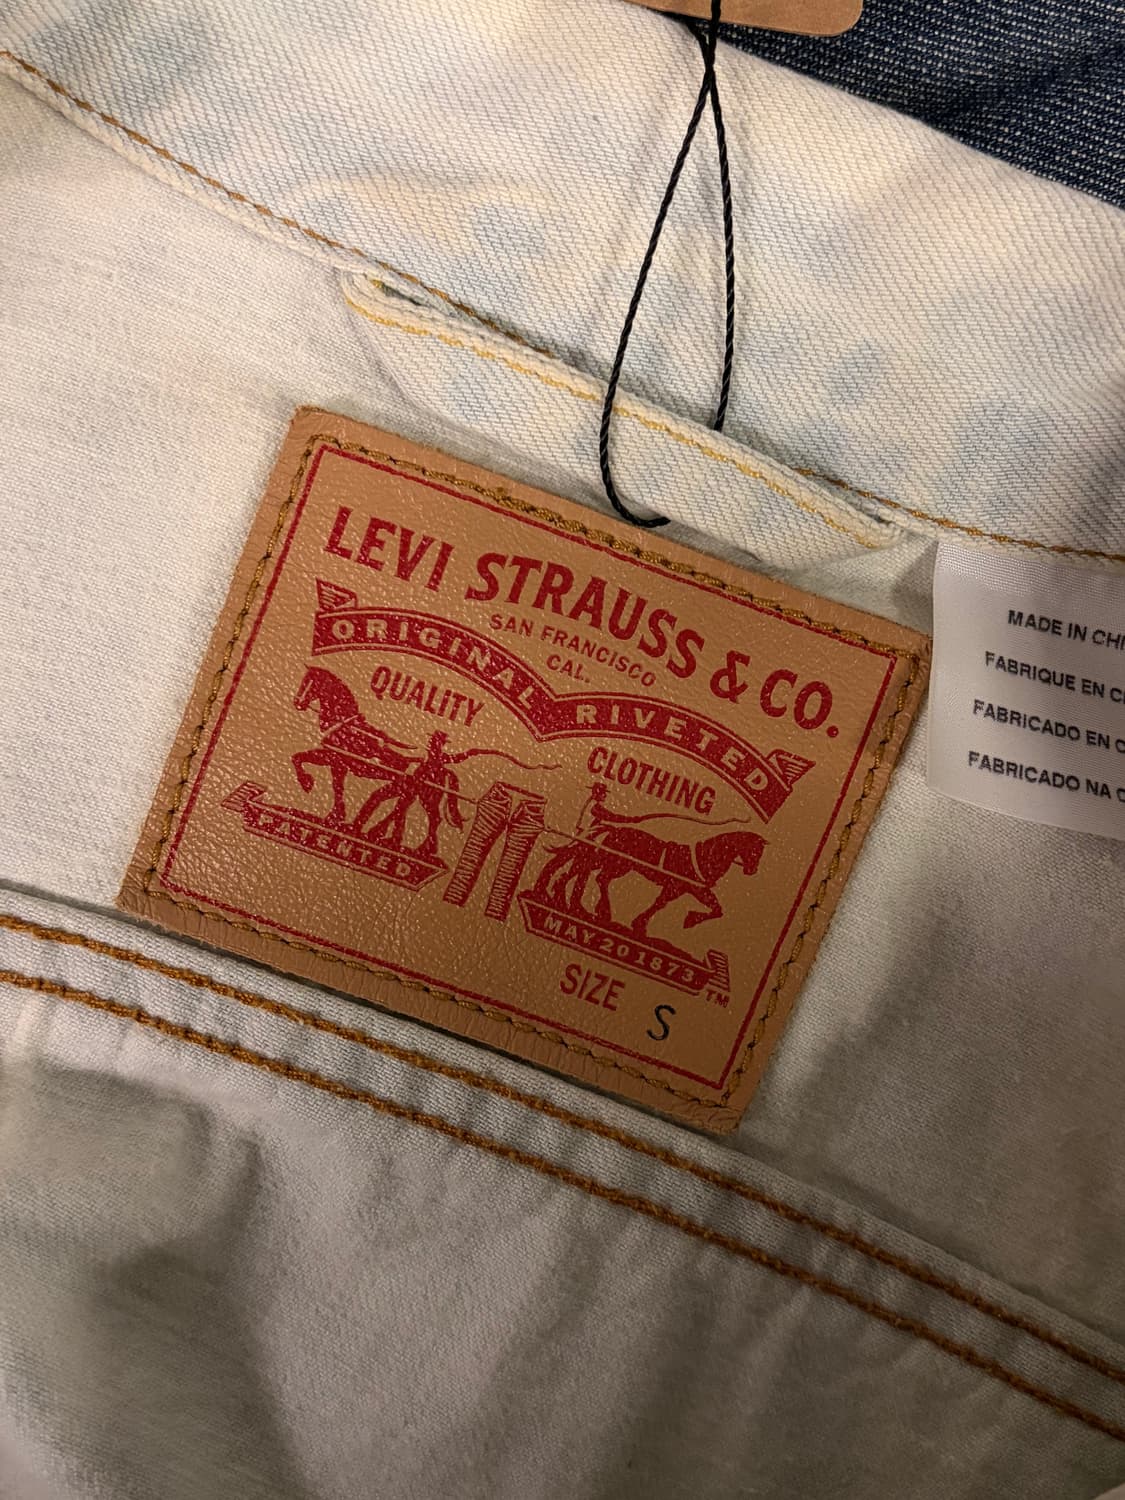 LEVI STRAUSS & CO.
SAN FRANCISCO
CAL.
ORIGINAL RIVETED
QUALITY
CLOTHING
PATENTED
MAY 20 1873
TM
SIZE S
MADE IN CHI
FABRIQUE EN C
FABRICADO EN C
FABRICADO NA C